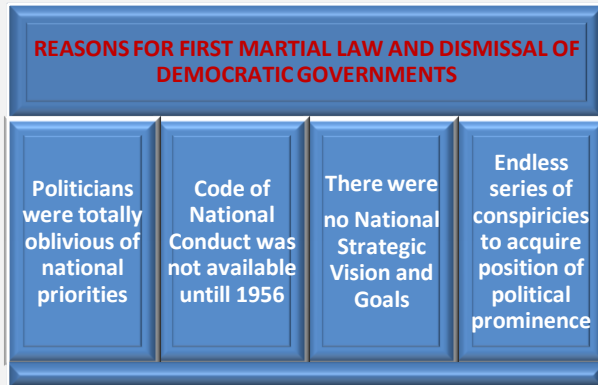 REASONS FOR FIRST MARTIAL LAW AND DISMISSAL OF
DEMOCRATIC GOVERNMENTS
Politicians
were totally
oblivious of
national
priorities
Code of
National
Conduct was
not available
untill 1956
There were
no National
Strategic
Vision and
Goals
Endless
series of
conspiricies
to acquire
position of
political
prominence